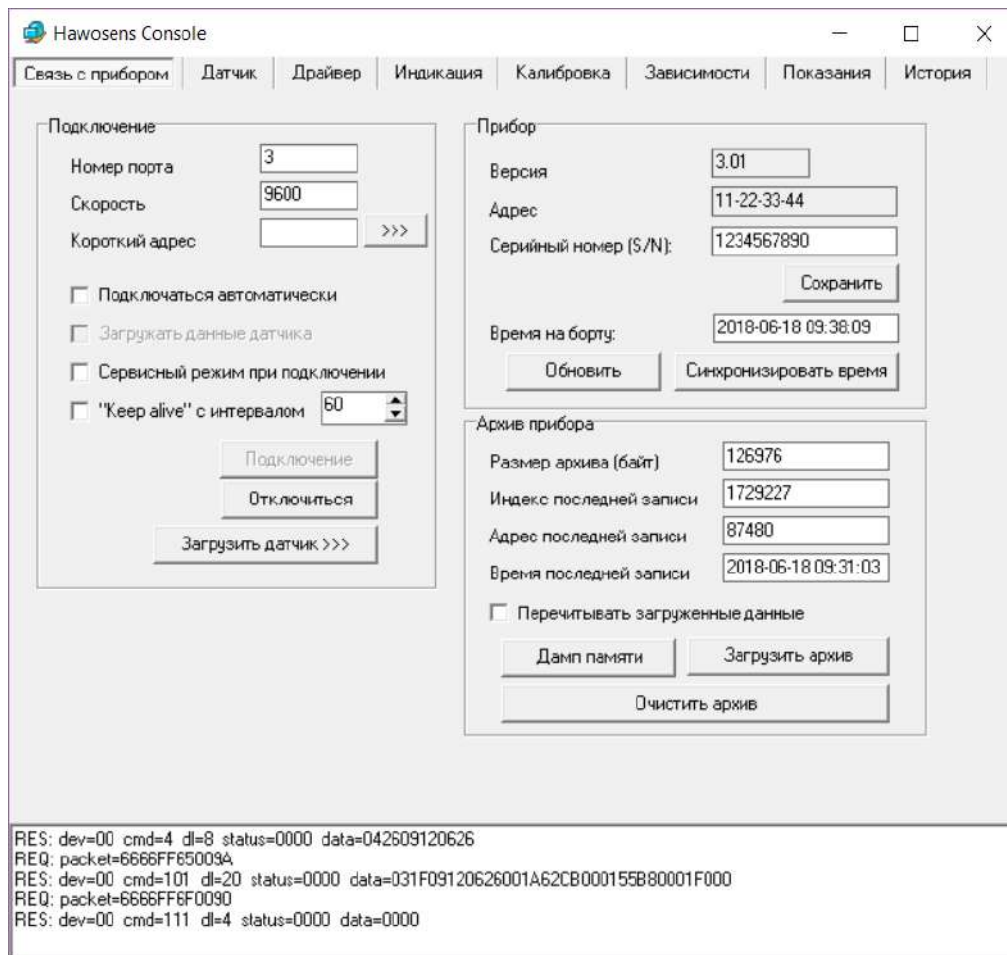 Hawosens Console
Связь с прибором Датчик Драйвер Индикация Калибровка Зависимости Показания История
Подключение
Номер порта 3
Скорость 9600
Короткий адрес >>>
Подключаться автоматически
Загружать данные датчика
Сервисный режим при подключении
"Keep alive" с интервалом 60
Подключение
Отключиться
Загрузить датчик >>>
Прибор
Версия 3.01
Адрес 11-22-33-44
Серийный номер (S/N): 1234567890
Сохранить
Время на борту: 2018-06-18 09:38:09
Обновить Синхронизировать время
Архив прибора
Размер архива (байт) 126976
Индекс последней записи 1729227
Адрес последней записи 87480
Время последней записи 2018-06-18 09:31:03
Перечитывать загруженные данные
Дамп памяти Загрузить архив
Очистить архив
RES: dev=00 cmd=4 dl=8 status=0000 data=042609120626
REQ: packet=6666FF65009A
RES: dev=00 cmd=101 dl=20 status=0000 data=031F09120626001A62CB000155B80001F000
REQ: packet=6666FF6F0090
RES: dev=00 cmd=111 dl=4 status=0000 data=0000